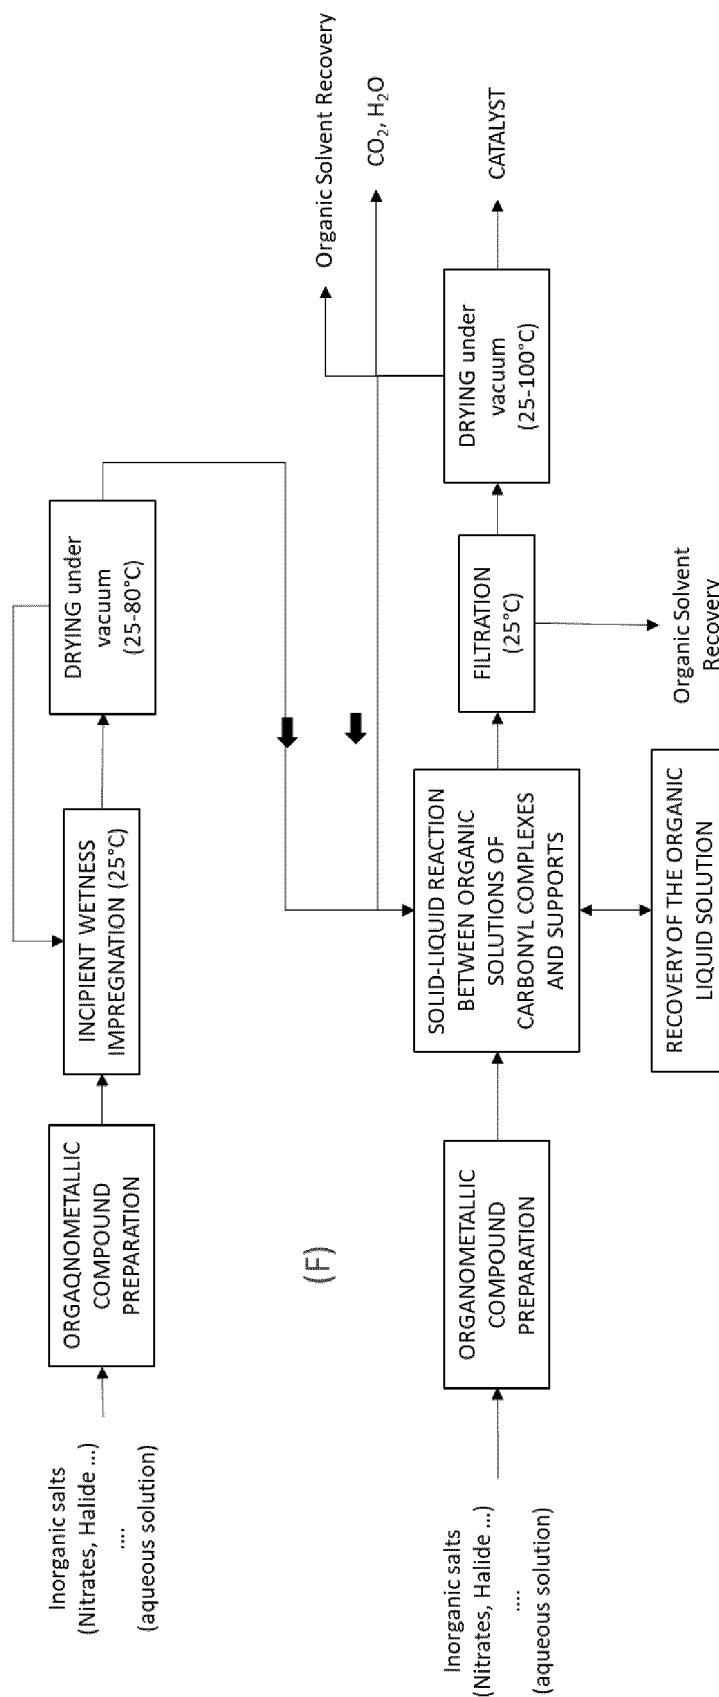 Inorganic salts
(Nitrates, Halide ...)
....
(aqueous solution)
ORGAQNOMETALLIC
COMPOUND
PREPARATION
INCIPIENT WETNESS
IMPREGNATION (25°C)
DRYING under
vacuum
(25-80°C)
(F)
Inorganic salts
(Nitrates, Halide ...)
....
(aqueous solution)
ORGANOMETALLIC
COMPOUND
PREPARATION
SOLID-LIQUID REACTION
BETWEEN ORGANIC
SOLUTIONS OF
CARBONYL COMPLEXES
AND SUPPORTS
RECOVERY OF THE ORGANIC
LIQUID SOLUTION
FILTRATION
(25°C)
Organic Solvent
Recovery
DRYING under
vacuum
(25-100°C)
Organic Solvent Recovery
CO₂, H₂O
CATALYST